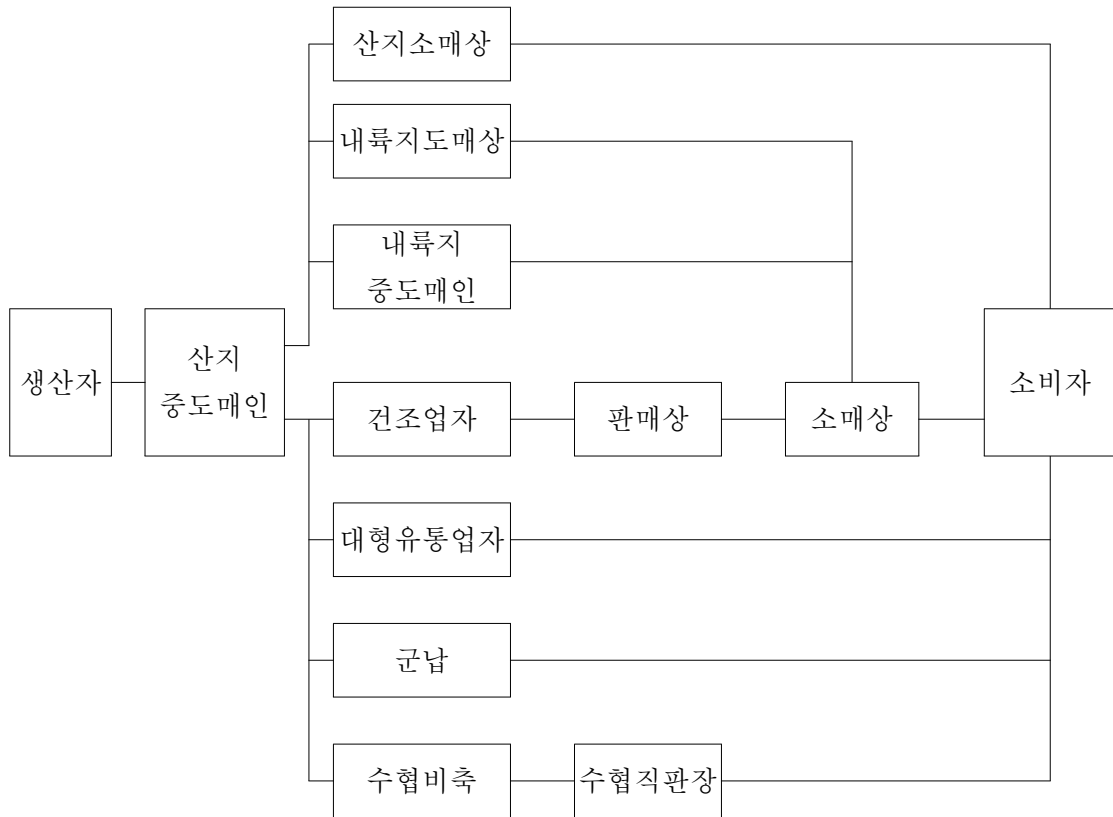 산지소매상
내륙지도매상
내륙지
중도매인
생산자
산지
중도매인
소비자
건조업자
판매상
소매상
대형유통업자
군납
수협비축
수협직판장